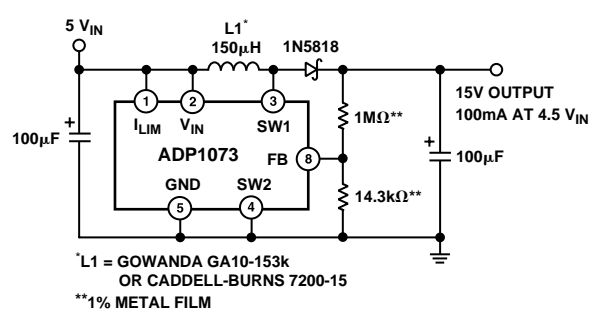 5 VIN
L1*
150μH
1N5818
1
2
3
ILIM
VIN
SW1
15V OUTPUT
100mA AT 4.5 VIN
1MΩ**
100μF
ADP1073
FB
8
100μF
GND
SW2
5
4
14.3kΩ**
*L1 = GOWANDA GA10-153k
OR CADDELL-BURNS 7200-15
**1% METAL FILM